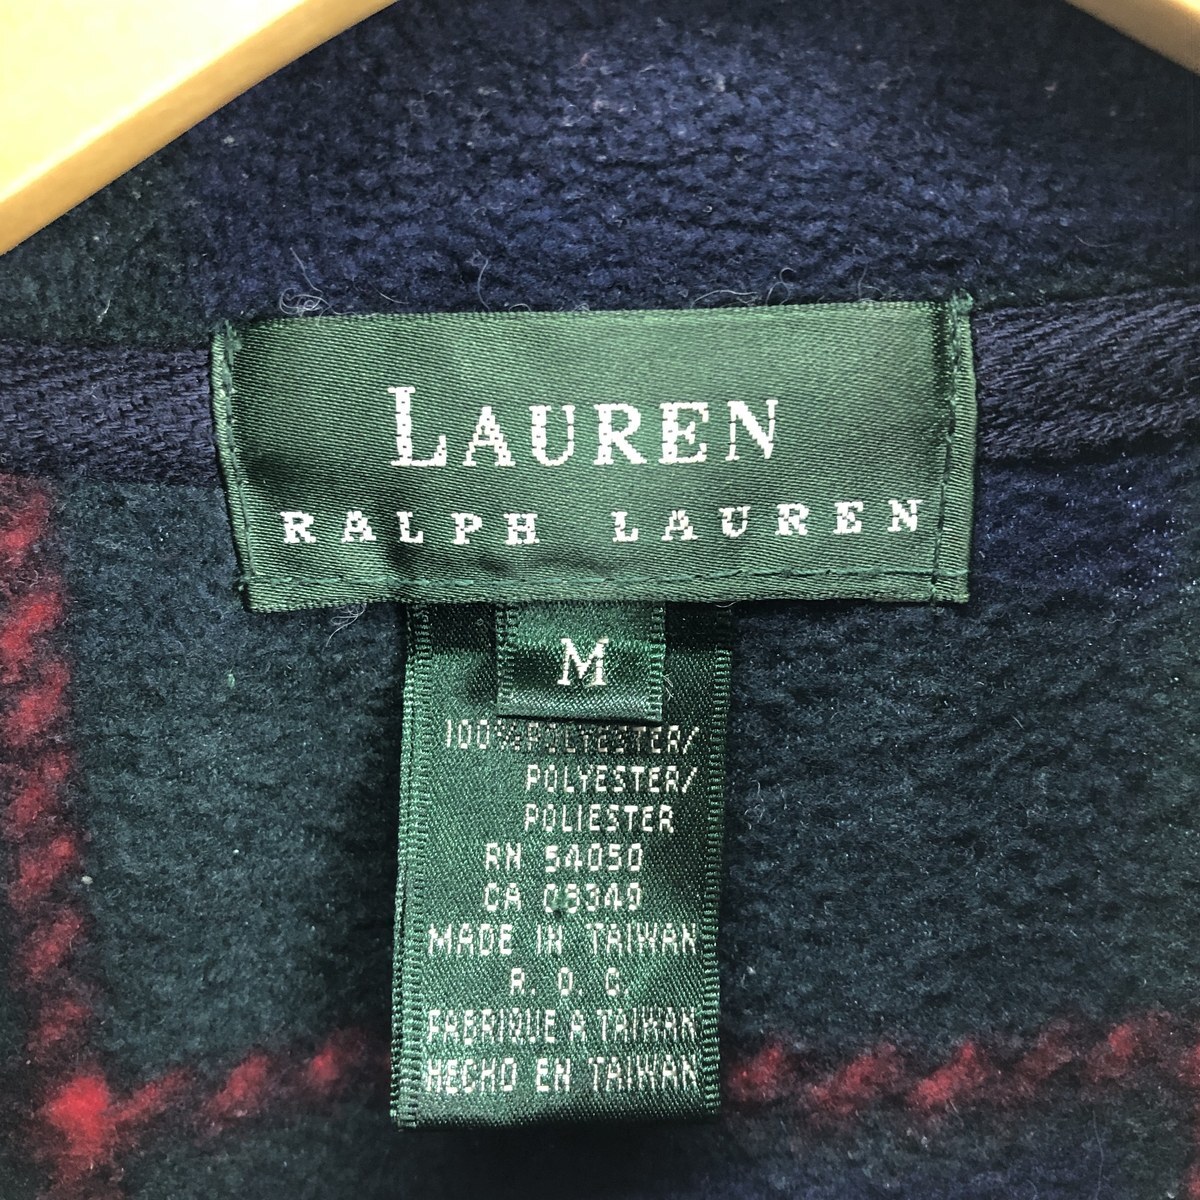 LAUREN
RALPH LAUREN
M
100%POLYESTER/
POLYESTER/
POLIESTER
RN 54050
CA 03349
MADE IN TAIWAN
R. O. C.
FABRIQUE A TAIWAN
HECHO EN TAIWAN